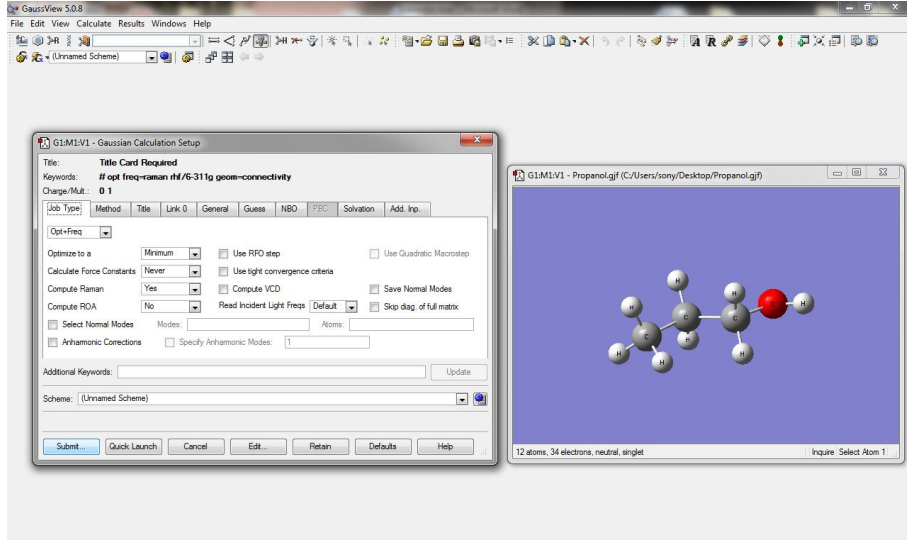 GaussView 5.0.8
File Edit View Calculate Results Windows Help
(Unnamed Scheme)
G1:M1:V1 - Gaussian Calculation Setup
Title: Title Card Required
Keywords: # opt freq=raman rhf/6-311g geom=connectivity
Charge/Mult.: 0 1
Job Type Method Title Link 0 General Guess NBO PBC Solvation Add. Inp.
Opt+Freq
Optimize to a Minimum Use RFO step Use Quadratic Macrostep
Calculate Force Constants Never Use tight convergence criteria
Compute Raman Yes Compute VCD Save Normal Modes
Compute ROA No Read Incident Light Freqs Default Skip diag. of full matrix
Select Normal Modes Modes: Atoms:
Anharmonic Corrections Specify Anharmonic Modes: 1
Additional Keywords: Update
Scheme: (Unnamed Scheme)
Submit... Quick Launch Cancel Edit... Retain Defaults Help
G1:M1:V1 - Propanol.gjf (C:/Users/sony/Desktop/Propanol.gjf)
H
H
H
H
O
H
C
C
H
C
H
H
H
12 atoms, 34 electrons, neutral, singlet Inquire Select Atom 1